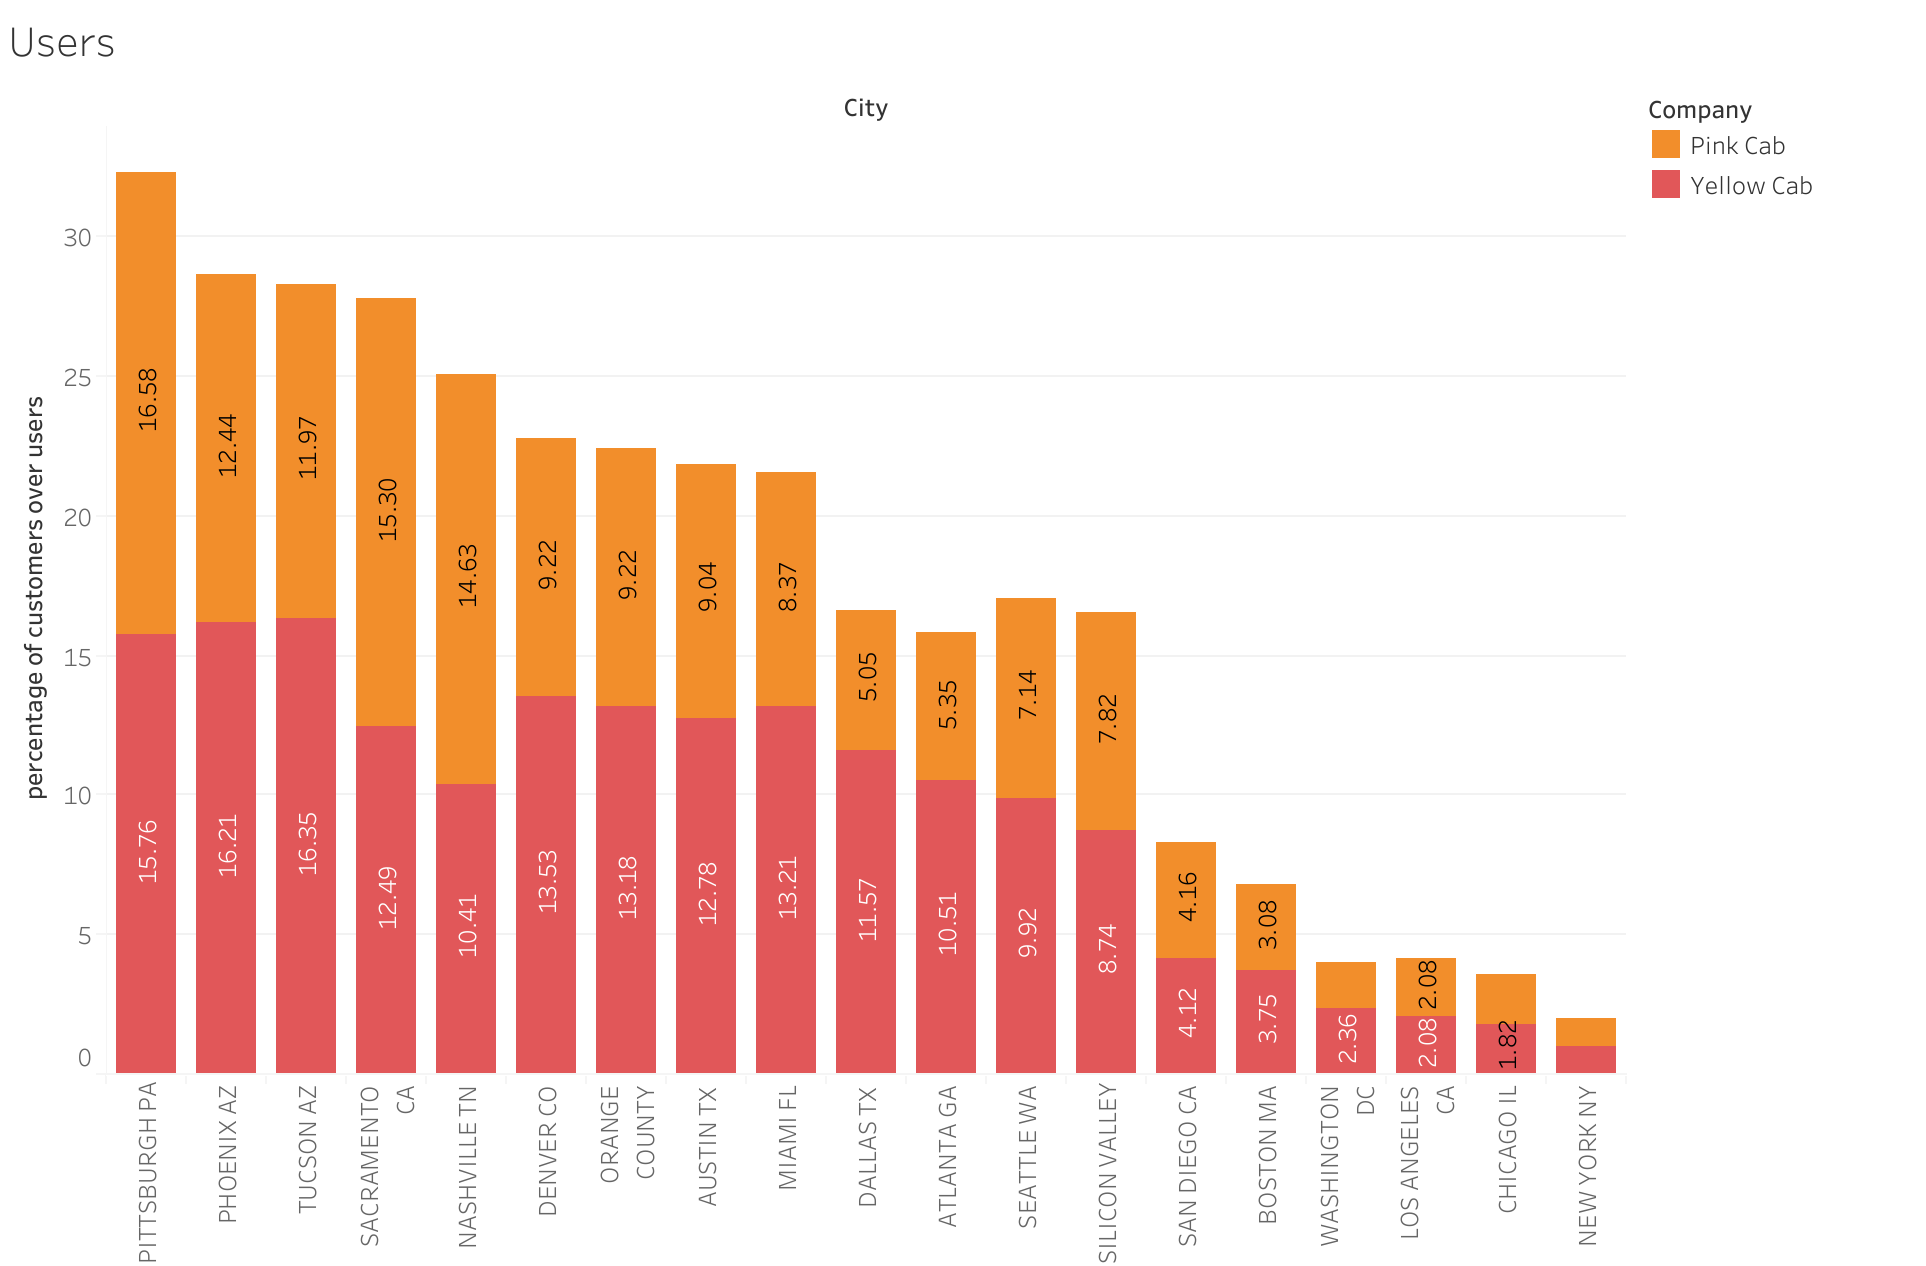 Users
City
Company
Pink Cab
Yellow Cab
percentage of customers over users
30
25
20
15
10
5
0
16.58
12.44
11.97
15.30
14.63
9.22
9.22
9.04
8.37
5.05
5.35
7.14
7.82
4.16
3.08
2.08
1.82
15.76
16.21
16.35
12.49
10.41
13.53
13.18
12.78
13.21
11.57
10.51
9.92
8.74
4.12
3.75
2.36
2.08
PITTSBURGH PA
PHOENIX AZ
TUCSON AZ
SACRAMENTO
CA
NASHVILLE TN
DENVER CO
ORANGE
COUNTY
AUSTIN TX
MIAMI FL
DALLAS TX
ATLANTA GA
SEATTLE WA
SILICON VALLEY
SAN DIEGO CA
BOSTON MA
WASHINGTON
DC
LOS ANGELES
CA
CHICAGO IL
NEW YORK NY